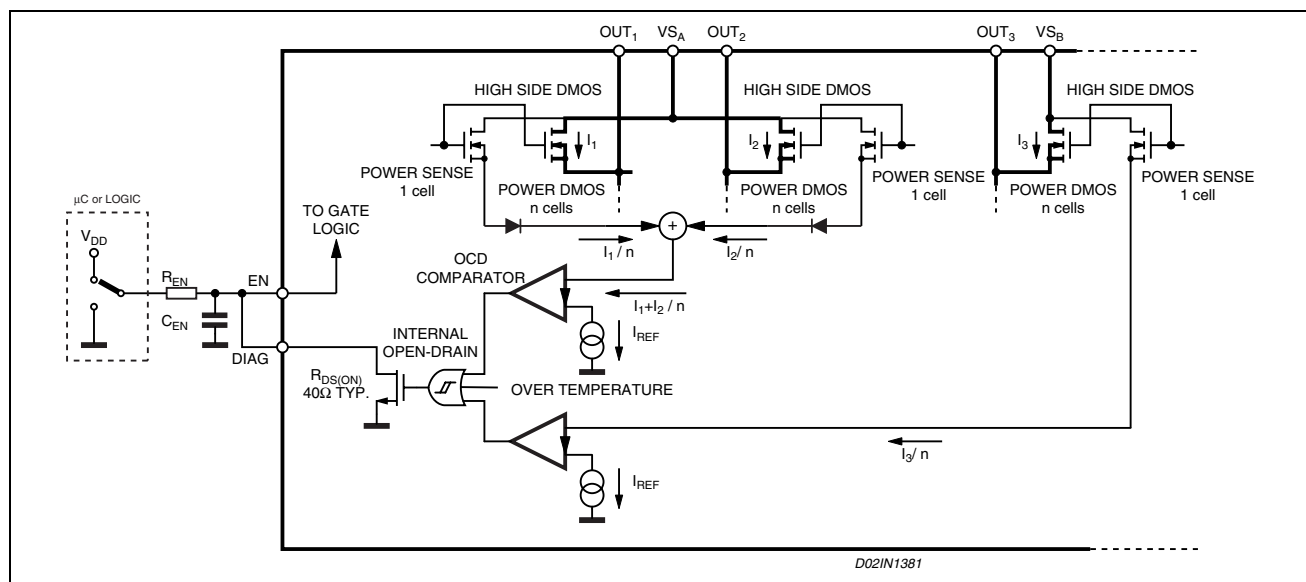 OUT1 VSA OUT2 OUT3 VSB
HIGH SIDE DMOS HIGH SIDE DMOS HIGH SIDE DMOS
I1 I2 I3
POWER SENSE
1 cell
POWER DMOS
n cells
POWER DMOS
n cells
POWER SENSE
1 cell
POWER DMOS
n cells
POWER SENSE
1 cell
μC or LOGIC
TO GATE
LOGIC
VDD
+
I1 / n I2/ n
REN EN
OCD
COMPARATOR
CEN
I1+I2 / n
DIAG
INTERNAL
OPEN-DRAIN
IREF
RDS(ON)
40Ω TYP.
OVER TEMPERATURE
I3/ n
IREF
D02IN1381